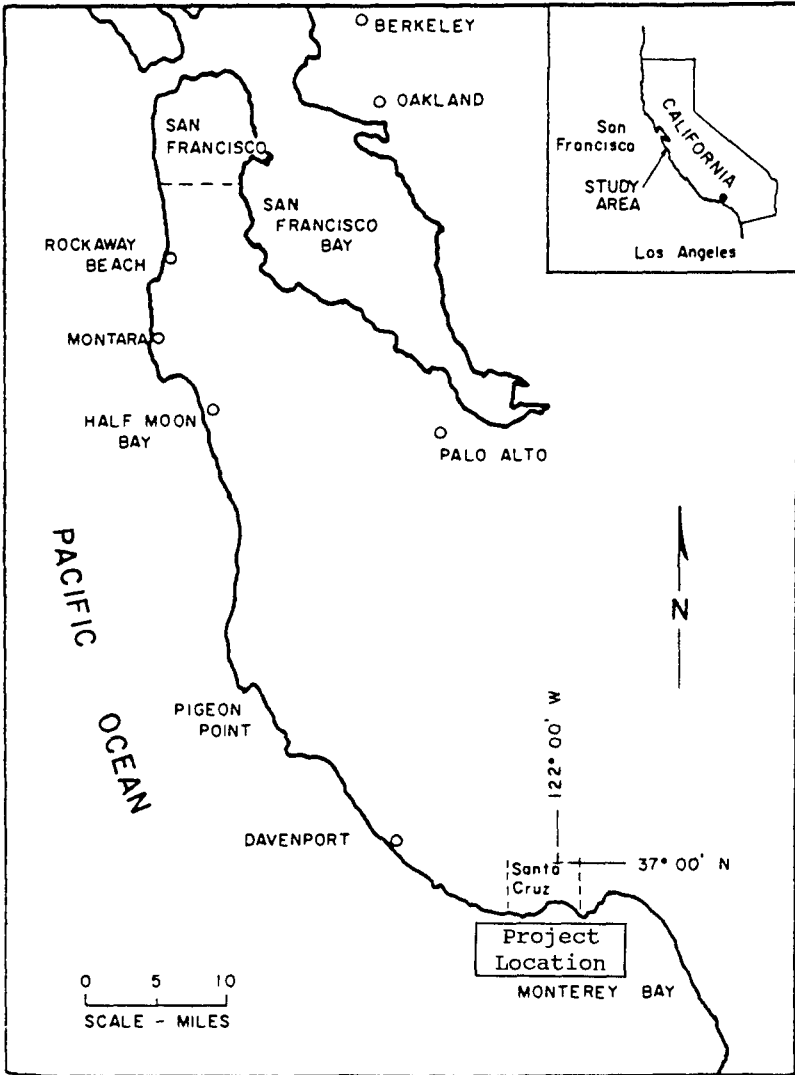 BERKELEY
OAKLAND
SAN
FRANCISCO
SAN
FRANCISCO
BAY
ROCKAWAY
BEACH
MONTARA
HALF MOON
BAY
PALO ALTO
PACIFIC
OCEAN
PIGEON
POINT
DAVENPORT
Santa
Cruz
122° 00' W
37° 00' N
N
Project
Location
MONTEREY BAY
0 5 10
SCALE - MILES
San
Francisco
CALIFORNIA
STUDY
AREA
Los Angeles